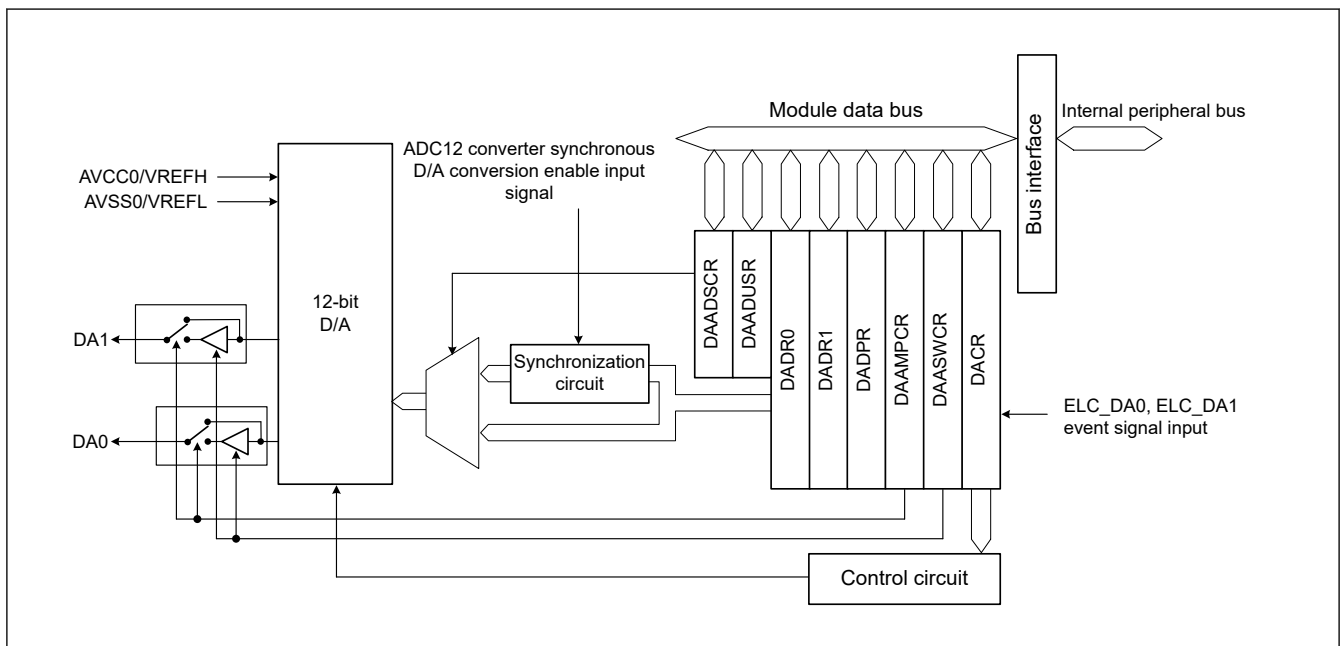 Module data bus
Internal peripheral bus
Bus interface
ADC12 converter synchronous
D/A conversion enable input
signal
AVCC0/VREFH
AVSS0/VREFL
12-bit
D/A
DA1
DA0
Synchronization
circuit
DAADSCR
DAADUSR
DADR0
DADR1
DADPR
DAAMPCR
DAASWCR
DACR
ELC_DA0, ELC_DA1
event signal input
Control circuit